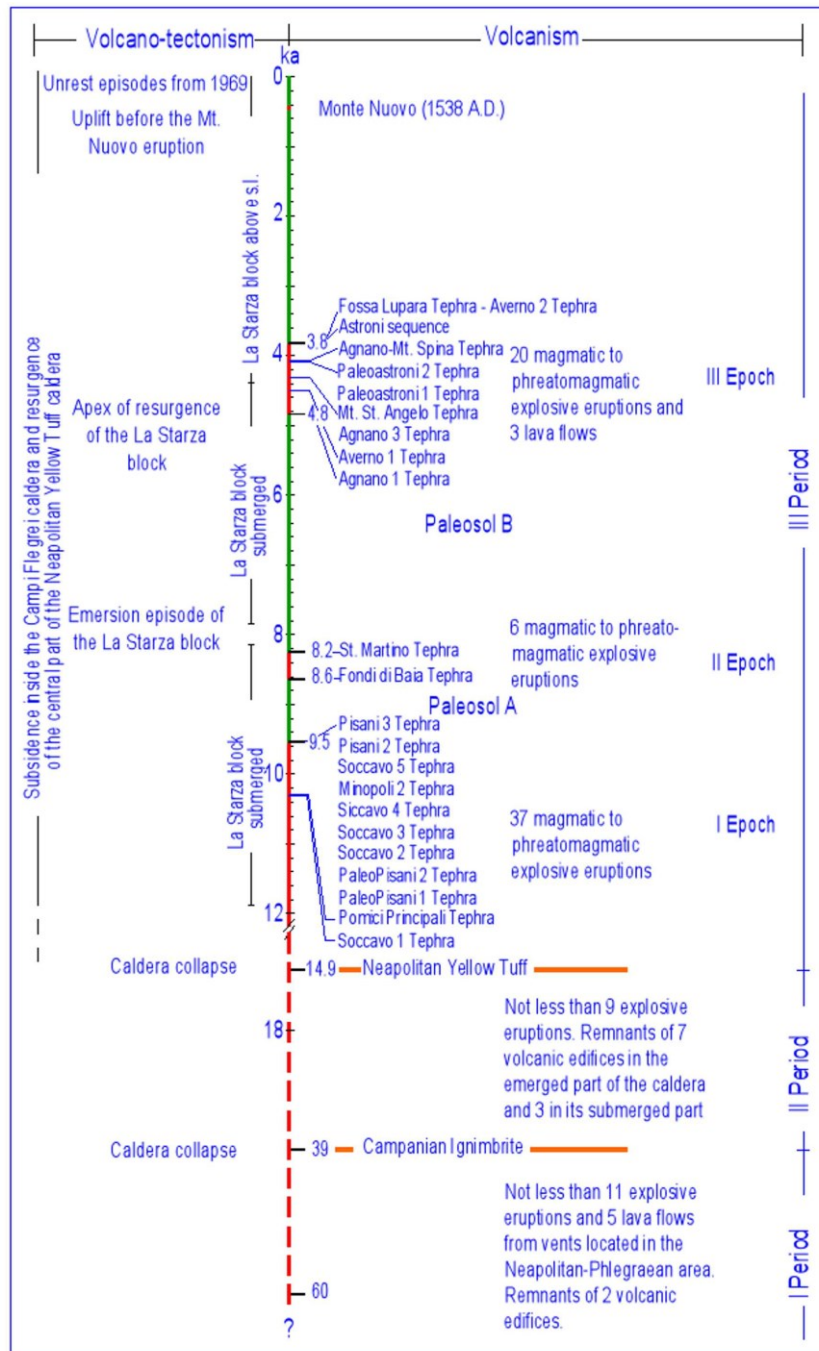 Volcano-tectonism
Volcanism
ka
0
Unrest episodes from 1969
Uplift before the Mt.
Nuovo eruption
Monte Nuovo (1538 A.D.)
La Starza block above s.l.
2
Fossa Lupara Tephra - Averno 2 Tephra
3.8
Astroni sequence
4
Agnano-Mt. Spina Tephra
Paleoastroni 2 Tephra
Paleoastroni 1 Tephra
4.8
Mt. St. Angelo Tephra
Agnano 3 Tephra
Averno 1 Tephra
Agnano 1 Tephra
20 magmatic to
phreatomagmatic
explosive eruptions and
3 lava flows
III Epoch
Apex of resurgence
of the La Starza
block
La Starza block
submerged
6
Paleosol B
III Period
Subsidence inside the Campi Flegrei caldera and resurgence
of the central part of the Neapolitan Yellow Tuff caldera
Emersion episode of
the La Starza block
8
8.2
St. Martino Tephra
8.6
Fondi di Baia Tephra
6 magmatic to phreato-
magmatic explosive
eruptions
II Epoch
Paleosol A
La Starza block
submerged
9.5
Pisani 3 Tephra
Pisani 2 Tephra
10
Soccavo 5 Tephra
Minopoli 2 Tephra
Siccavo 4 Tephra
Soccavo 3 Tephra
Soccavo 2 Tephra
PaleoPisani 2 Tephra
PaleoPisani 1 Tephra
12
Pomici Principali Tephra
Soccavo 1 Tephra
37 magmatic to
phreatomagmatic
explosive eruptions
I Epoch
Caldera collapse
14.9
Neapolitan Yellow Tuff
18
Not less than 9 explosive
eruptions. Remnants of 7
volcanic edifices in the
emerged part of the caldera
and 3 in its submerged part
II Period
Caldera collapse
39
Campanian Ignimbrite
Not less than 11 explosive
eruptions and 5 lava flows
from vents located in the
Neapolitan-Phlegraean area.
Remnants of 2 volcanic
edifices.
I Period
60
?